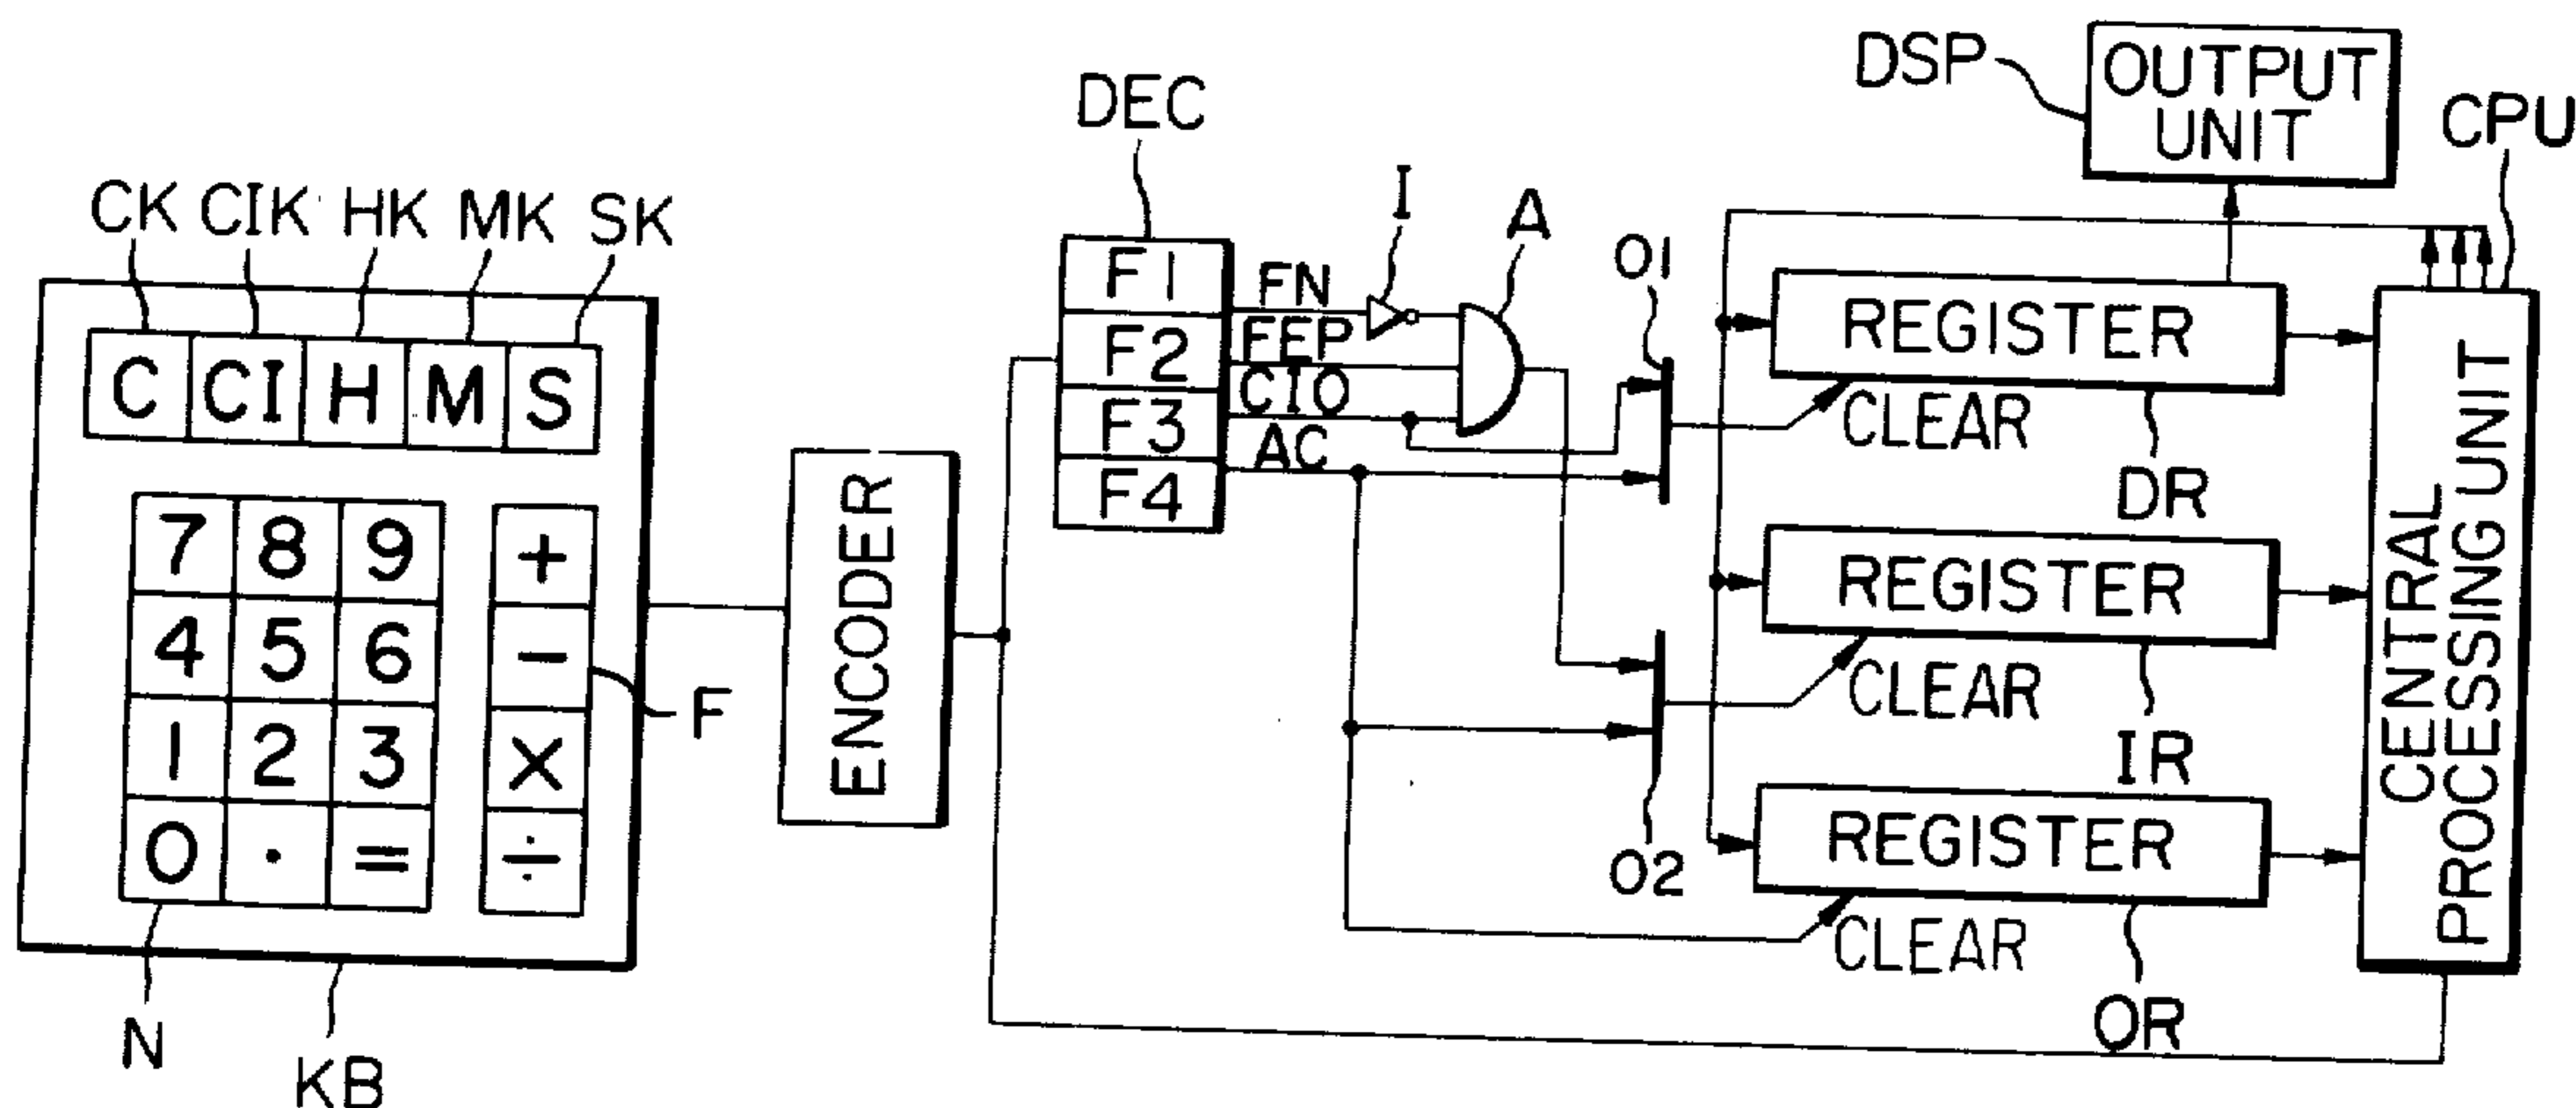 DSP
OUTPUT
UNIT
CPU
DEC
I
A
CK CIK HK MK SK
O1
F1
FN
F2
FEP
F3
CIO
F4
AC
C CI H M S
REGISTER
CLEAR
DR
7 8 9 +
4 5 6 −
1 2 3 ×
0 . = ÷
F
N
KB
ENCODER
REGISTER
CLEAR
IR
O2
REGISTER
CLEAR
OR
CENTRAL
PROCESSING UNIT